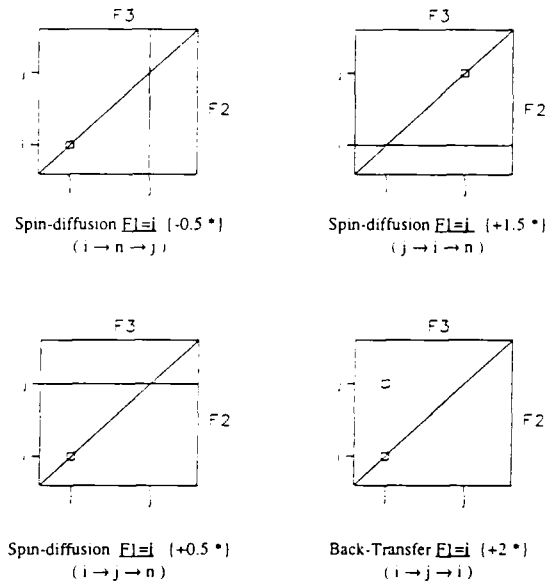 F3
j
F2
i
i j
Spin-diffusion F1=i {-0.5 *}
( i → n → j )
F3
j
F2
i
i j
Spin-diffusion F1=j {+1.5 *}
( j → i → n )
F3
j
F2
i
i j
Spin-diffusion F1=i {+0.5 *}
( i → j → n )
F3
j
F2
i
i j
Back-Transfer F1=i {+2 *}
( i → j → i )